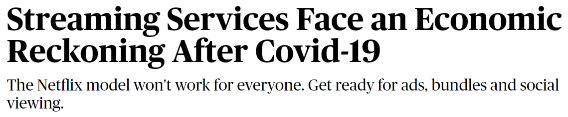 Streaming Services Face an Economic
Reckoning After Covid-19
The Netflix model won't work for everyone. Get ready for ads, bundles and social
viewing.